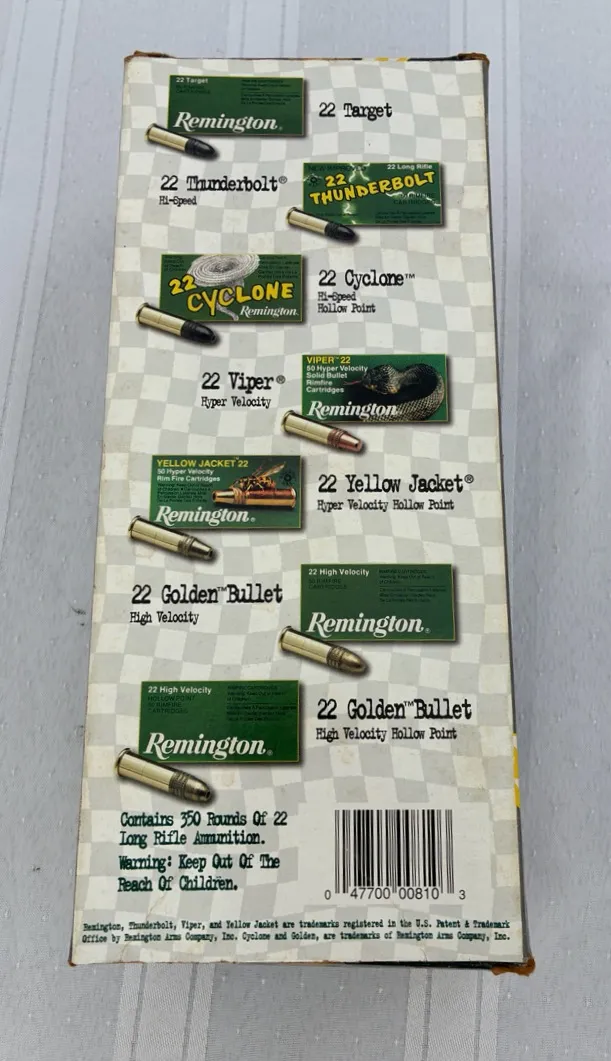 22 Target
Remington®
22 Target
22 Thunderbolt®
Hi-Speed
22 Long Rifle
22
THUNDERBOLT
22
CYCLONE
Remington®
22 Cyclone™
Hi-Speed
Hollow Point
22 Viper®
Hyper Velocity
VIPER™ 22
50 Hyper Velocity
Solid Bullet
Rimfire
Cartridges
Remington®
YELLOW JACKET® 22
50 Hyper Velocity
Rim Fire Cartridges
Remington®
22 Yellow Jacket®
Hyper Velocity Hollow Point
22 Golden™Bullet
High Velocity
22 High Velocity
Remington®
22 High Velocity
HOLLOW POINT
Remington®
22 Golden™Bullet
High Velocity Hollow Point
Contains 350 Rounds Of 22
Long Rifle Ammunition.
Warning: Keep Out Of The
Reach Of Children.
0 47700 00810 3
Remington, Thunderbolt, Viper, and Yellow Jacket are trademarks registered in the U.S. Patent & Trademark
Office by Remington Arms Company, Inc. Cyclone and Golden, are trademarks of Remington Arms Company, Inc.